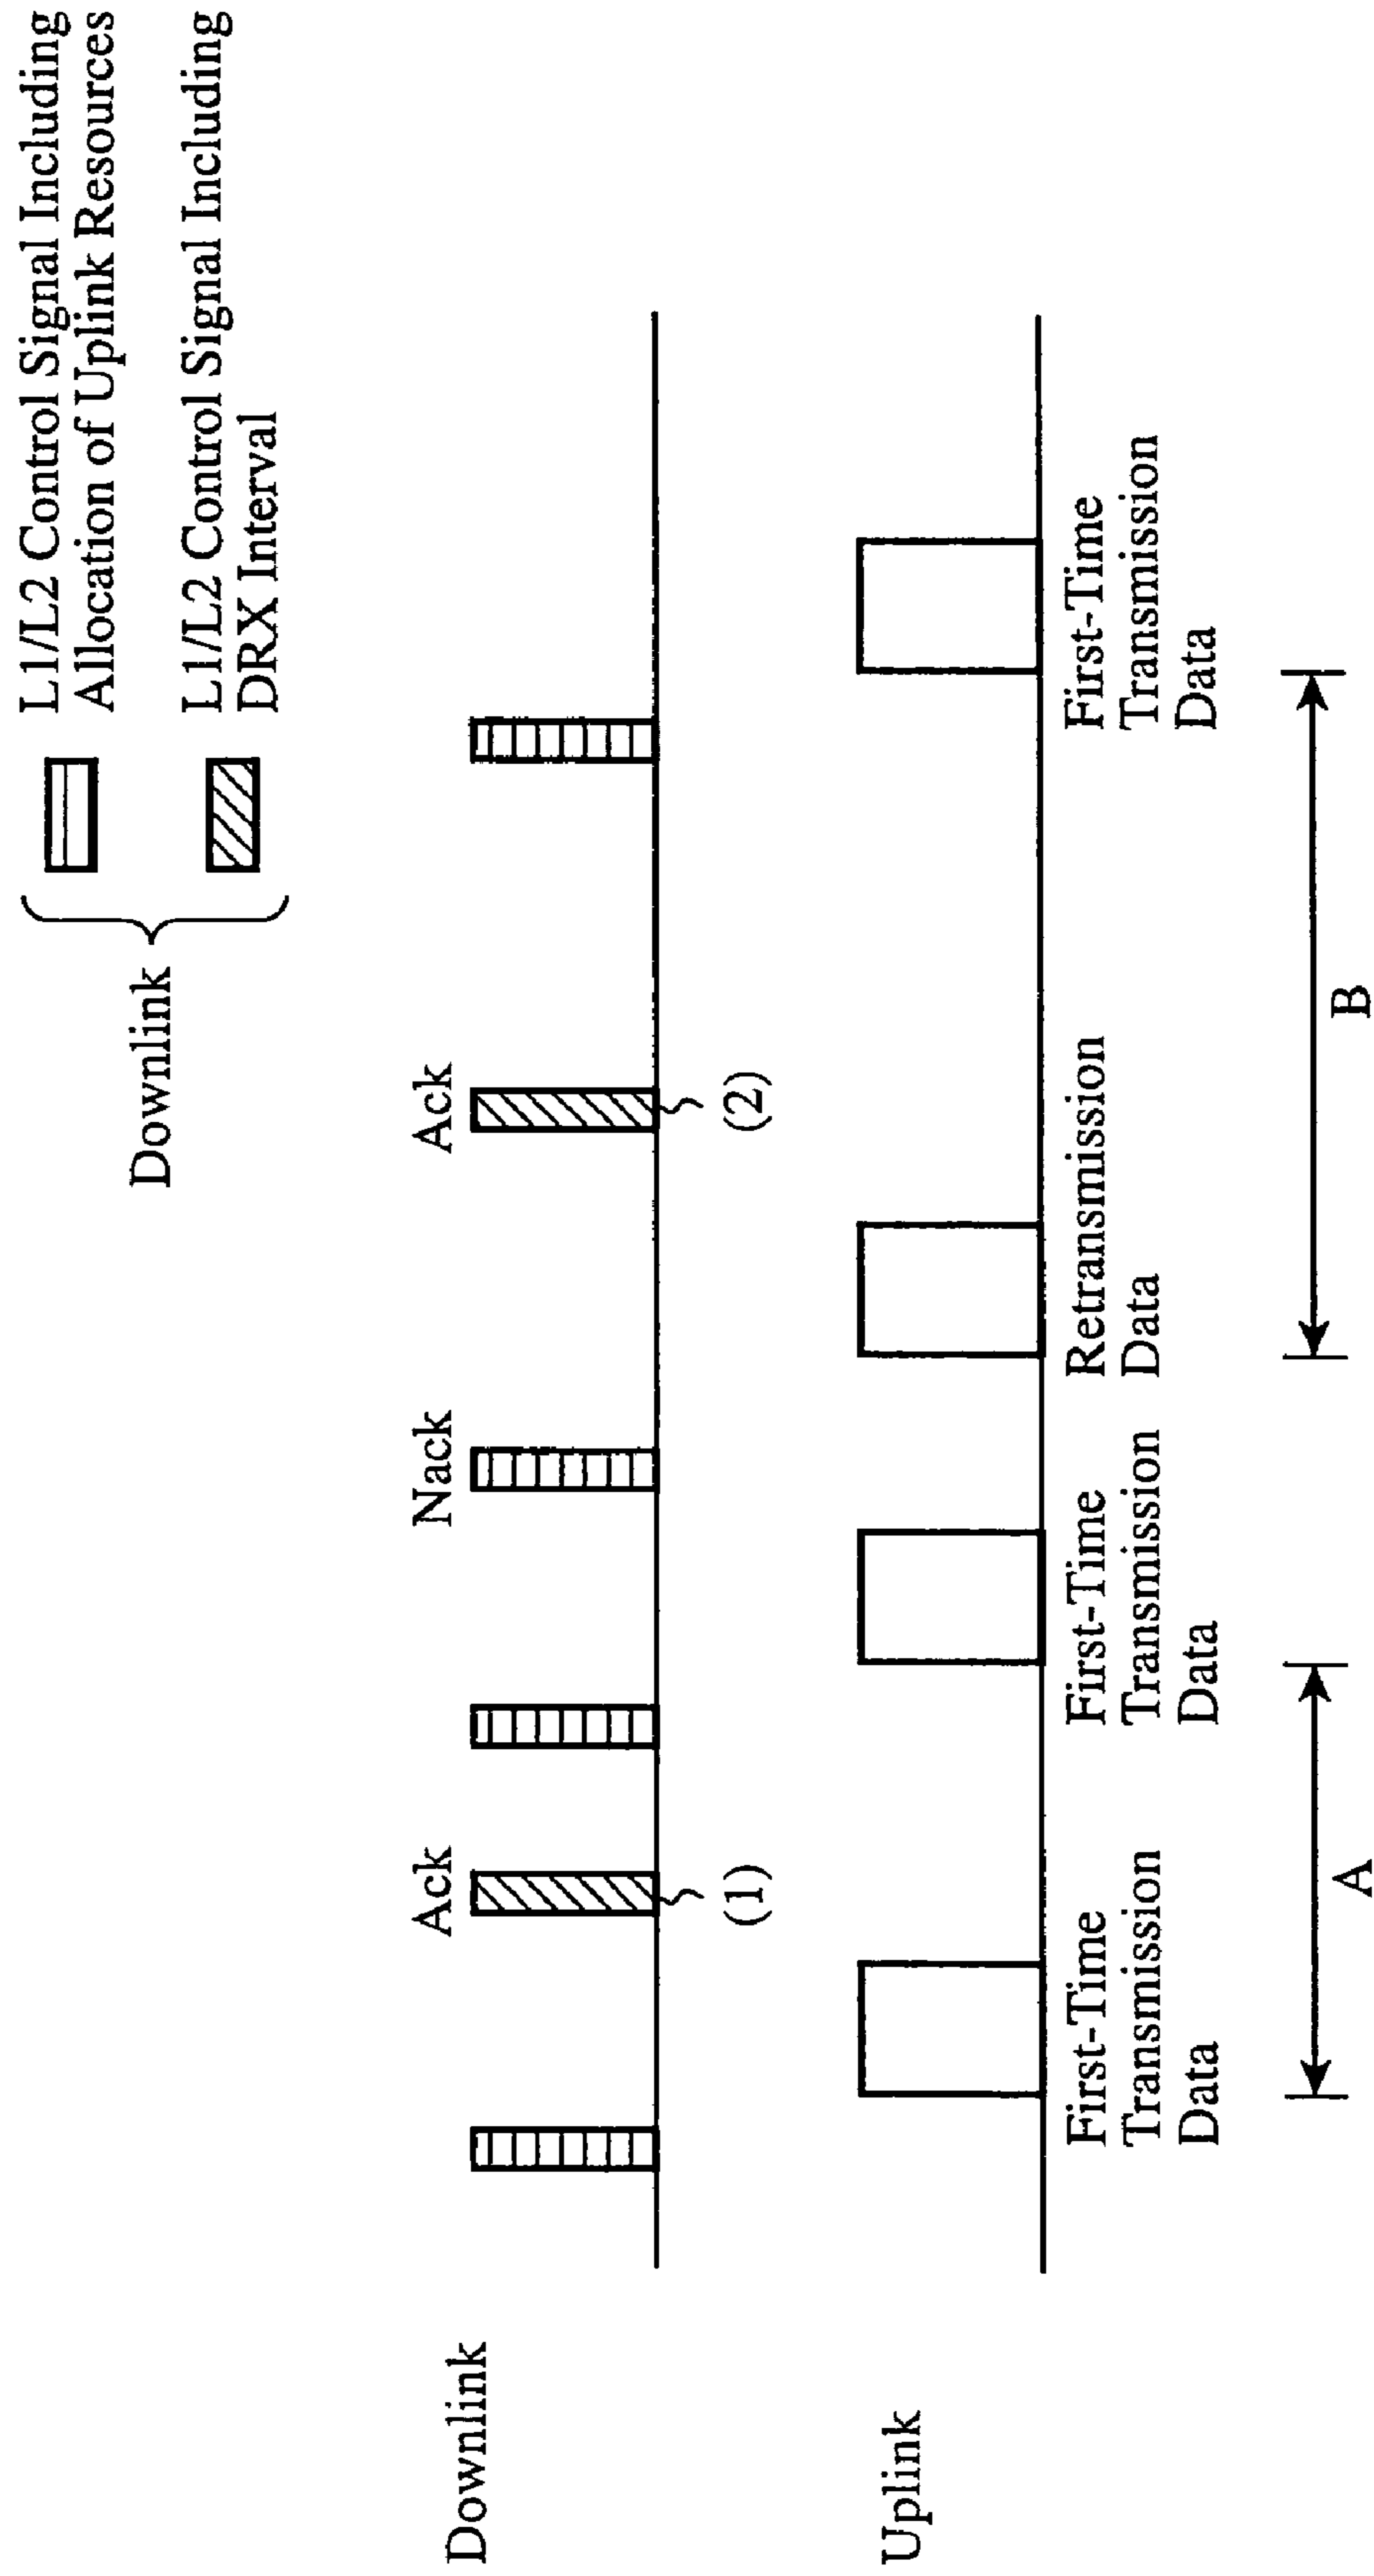 Downlink
L1/L2 Control Signal Including
Allocation of Uplink Resources
L1/L2 Control Signal Including
DRX Interval
Downlink
Ack
Nack
Ack
(1)
(2)
Uplink
First-Time
Transmission
Data
First-Time
Transmission
Data
Retransmission
Data
First-Time
Transmission
Data
A
B